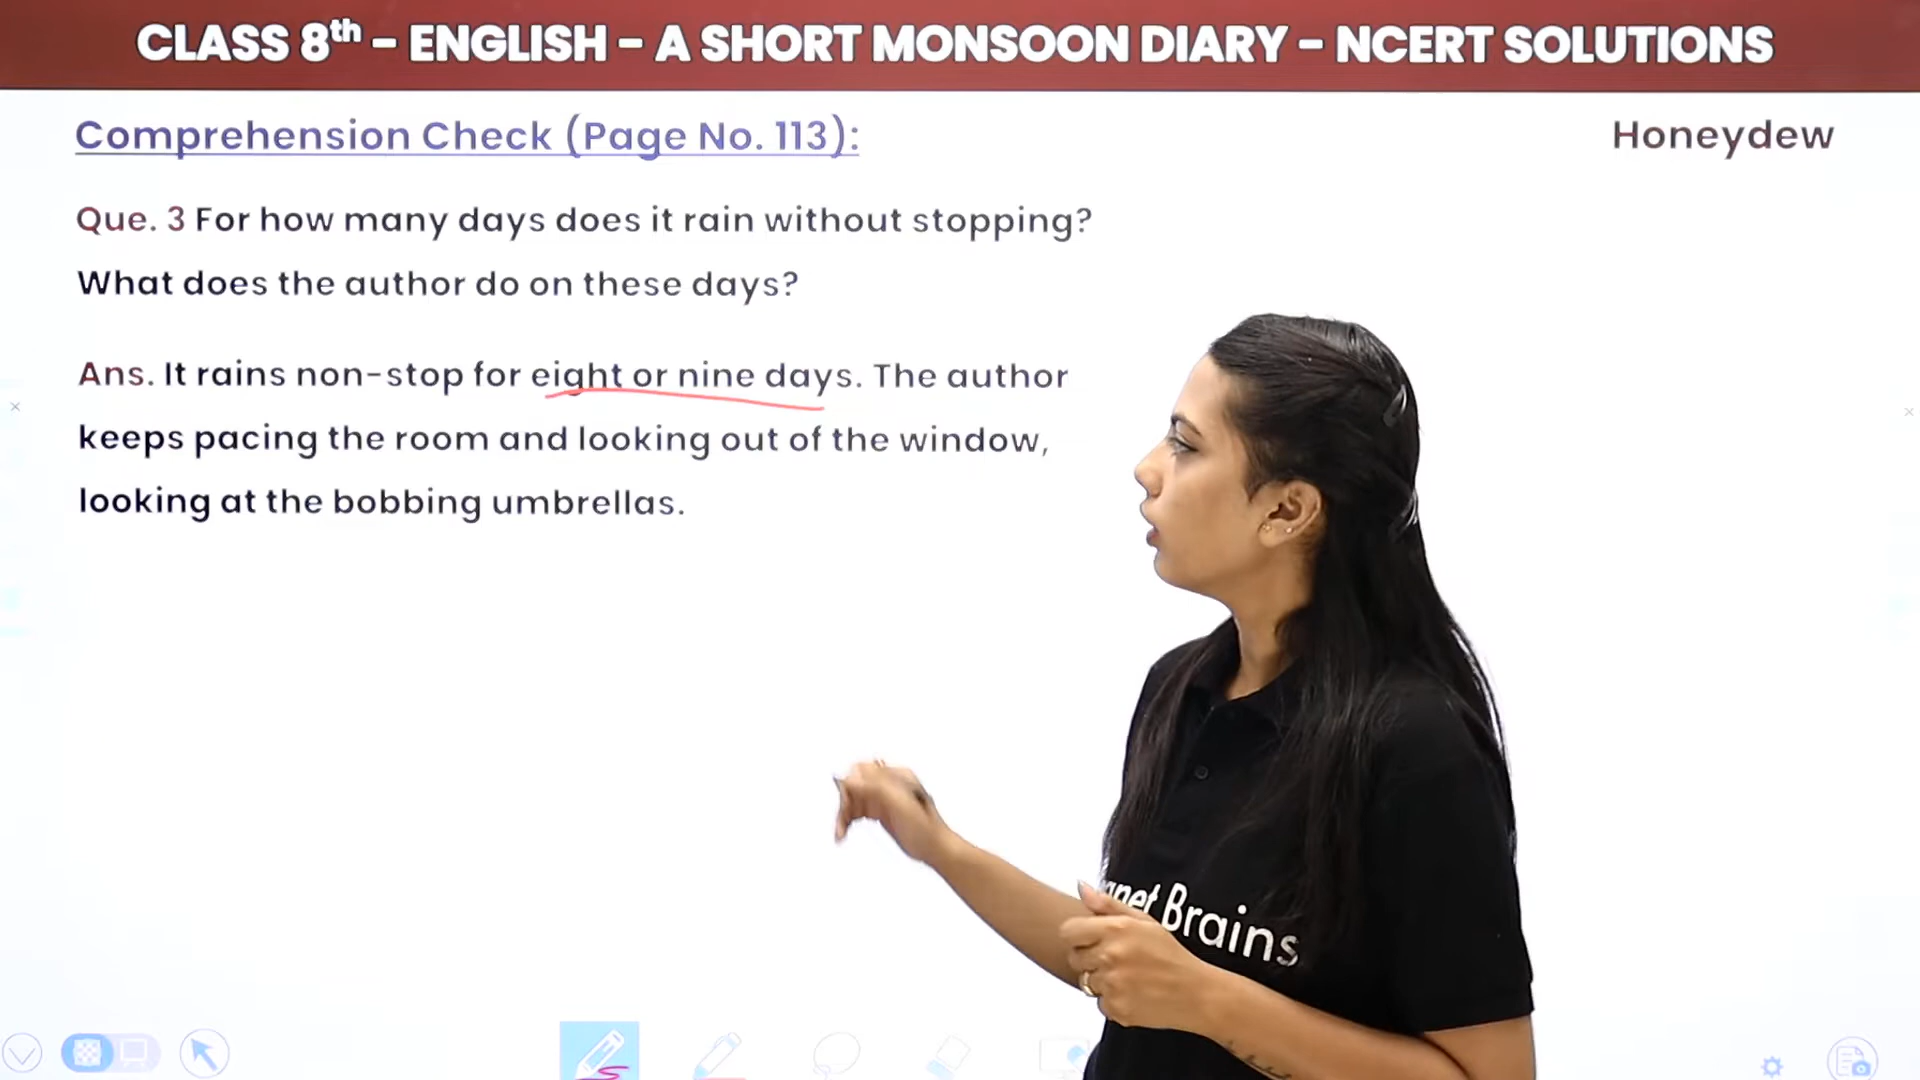 CLASS 8th – ENGLISH – A SHORT MONSOON DIARY – NCERT SOLUTIONS
Comprehension Check (Page No. 113):
Honeydew
Que. 3 For how many days does it rain without stopping?
What does the author do on these days?
Ans. It rains non-stop for eight or nine days. The author
keeps pacing the room and looking out of the window,
looking at the bobbing umbrellas.
Brains